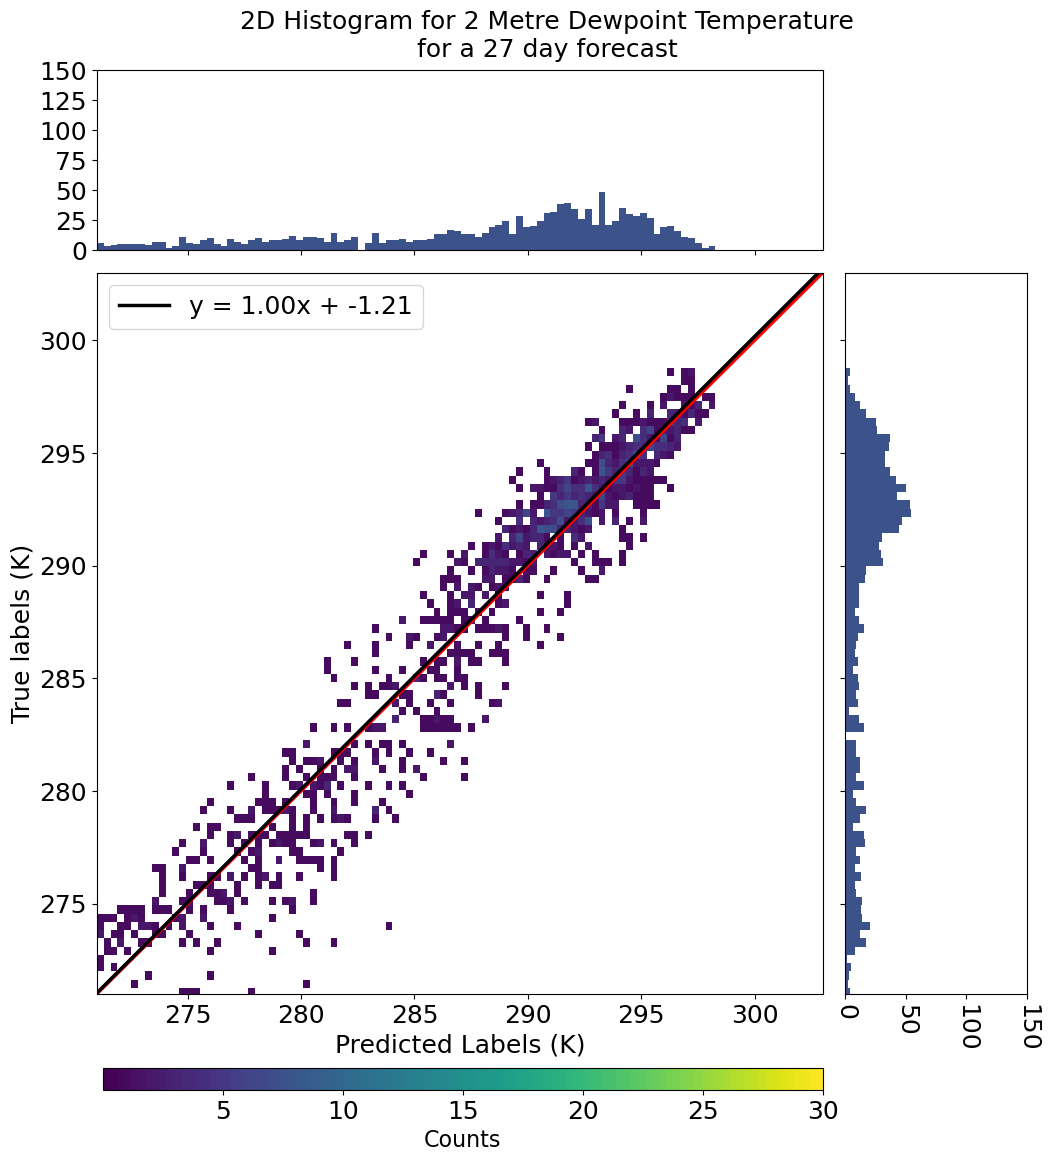 2D Histogram for 2 Metre Dewpoint Temperature
for a 27 day forecast
150
125
100
75
50
25
0
y = 1.00x + -1.21
300
295
290
285
280
275
True labels (K)
275 280 285 290 295 300
Predicted Labels (K)
0 50 100 150
5 10 15 20 25 30
Counts